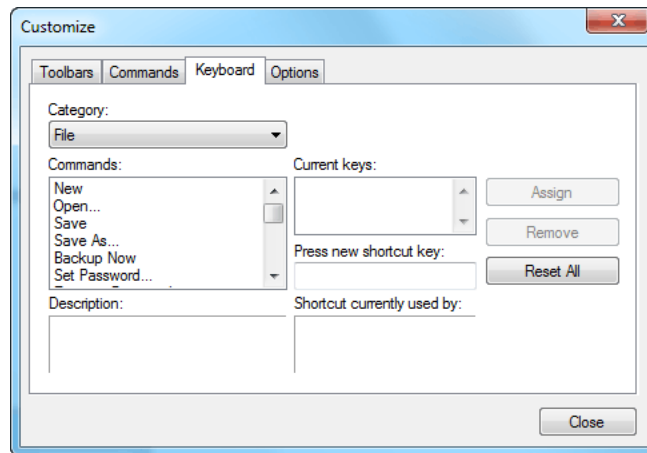 Customize
Toolbars Commands Keyboard Options
Category:
File
Commands:
New
Open...
Save
Save As...
Backup Now
Set Password...
Current keys:
Press new shortcut key:
Assign
Remove
Reset All
Description:
Shortcut currently used by:
Close